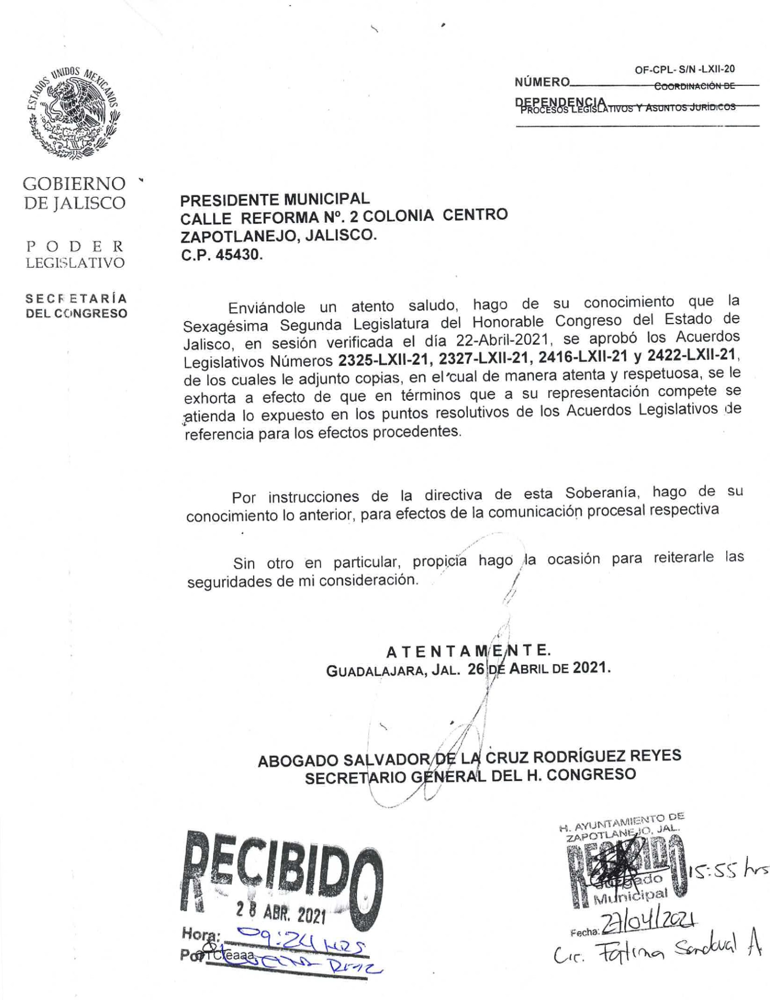 ESTADOS UNIDOS MEXICANOS
OF-CPL- S/N -LXII-20
NÚMERO
COORDINACIÓN DE
DEPENDENCIA
PROCESOS LEGISLATIVOS Y ASUNTOS JURÍDICOS
GOBIERNO
DE JALISCO
PODER
LEGISLATIVO
SECRETARÍA
DEL CONGRESO
PRESIDENTE MUNICIPAL
CALLE REFORMA Nº. 2 COLONIA CENTRO
ZAPOTLANEJO, JALISCO.
C.P. 45430.
Enviándole un atento saludo, hago de su conocimiento que la
Sexagésima Segunda Legislatura del Honorable Congreso del Estado de
Jalisco, en sesión verificada el día 22-Abril-2021, se aprobó los Acuerdos
Legislativos Números 2325-LXII-21, 2327-LXII-21, 2416-LXII-21 y 2422-LXII-21,
de los cuales le adjunto copias, en el cual de manera atenta y respetuosa, se le
exhorta a efecto de que en términos que a su representación compete se
atienda lo expuesto en los puntos resolutivos de los Acuerdos Legislativos de
referencia para los efectos procedentes.
Por instrucciones de la directiva de esta Soberanía, hago de su
conocimiento lo anterior, para efectos de la comunicación procesal respectiva
Sin otro en particular, propicia hago la ocasión para reiterarle las
seguridades de mi consideración.
ATENTAMENTE.
GUADALAJARA, JAL. 26 DE ABRIL DE 2021.
ABOGADO SALVADOR DE LA CRUZ RODRÍGUEZ REYES
SECRETARIO GENERAL DEL H. CONGRESO
RECIBIDO
28 ABR. 2021
Hora: 09:24 HRS
Por
H. AYUNTAMIENTO DE
ZAPOTLANEJO, JAL.
RECIBIDO
Juzgado
Municipal
15:55 hrs
Fecha: 27/04/2021
Lic. Fatima Sandoval A